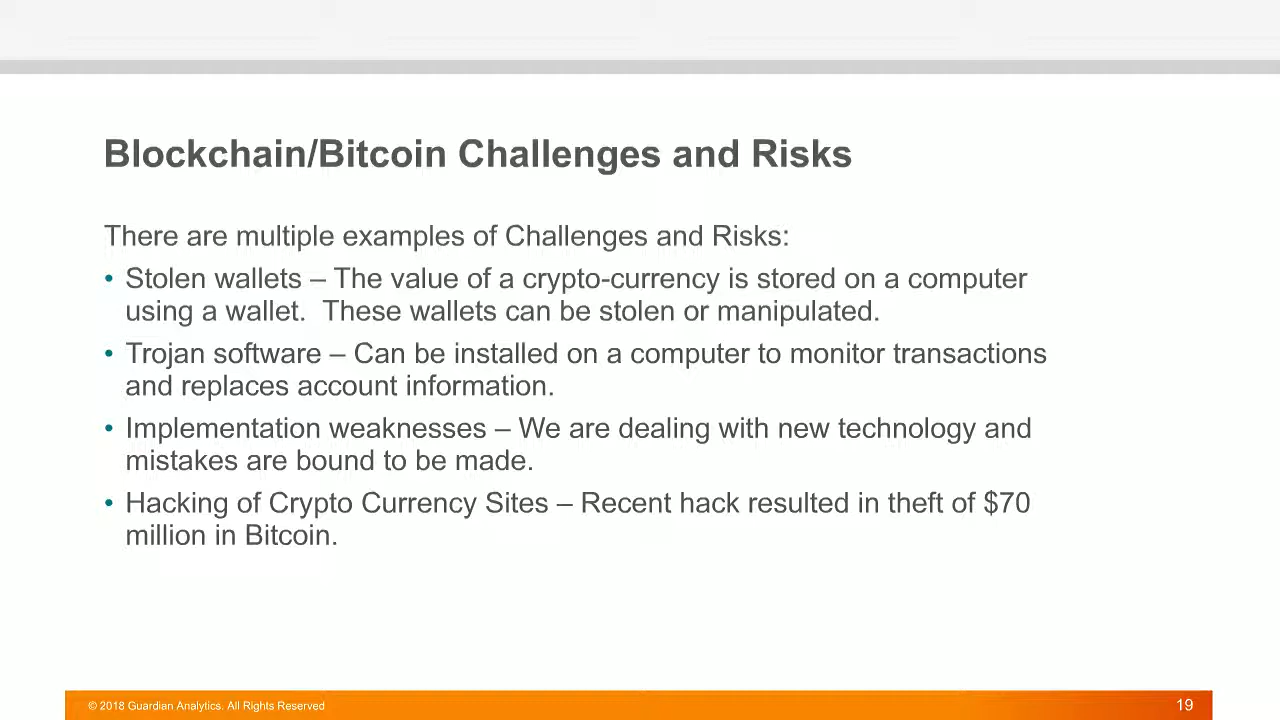 Blockchain/Bitcoin Challenges and Risks
There are multiple examples of Challenges and Risks:
• Stolen wallets – The value of a crypto-currency is stored on a computer
using a wallet.  These wallets can be stolen or manipulated.
• Trojan software – Can be installed on a computer to monitor transactions
and replaces account information.
• Implementation weaknesses – We are dealing with new technology and
mistakes are bound to be made.
• Hacking of Crypto Currency Sites – Recent hack resulted in theft of $70
million in Bitcoin.
© 2018 Guardian Analytics. All Rights Reserved
19